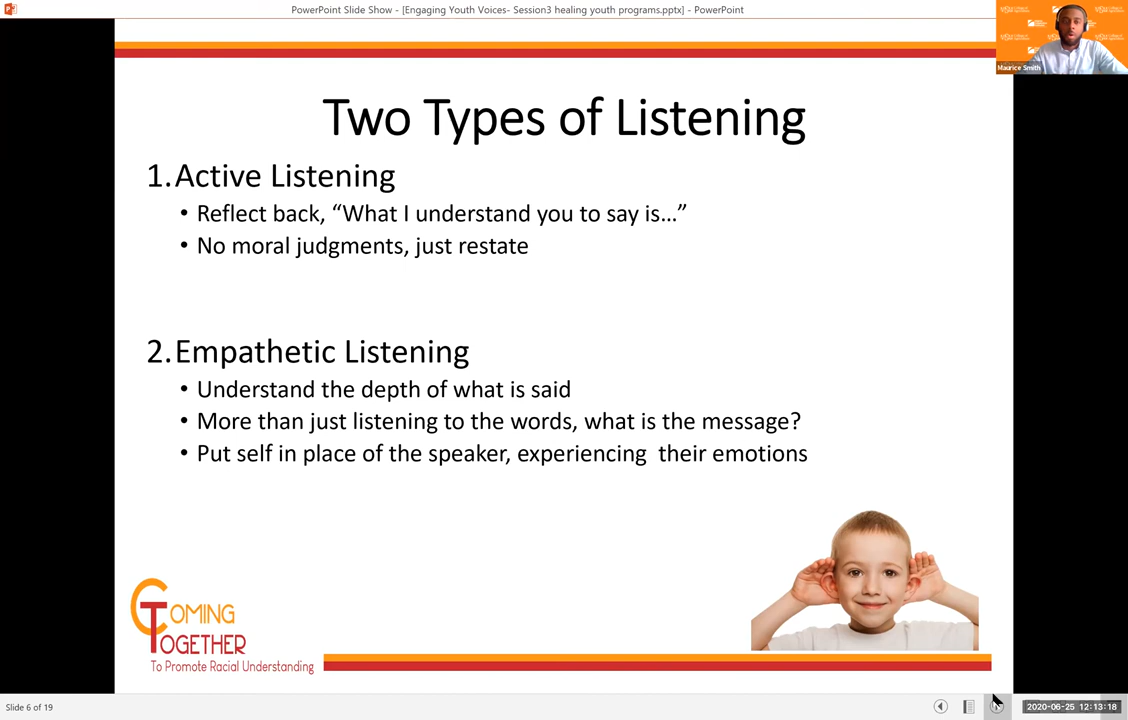 PowerPoint Slide Show - [Engaging Youth Voices- Session3 healing youth programs.pptx] - PowerPoint
Maurice Smith
Two Types of Listening
1. Active Listening
• Reflect back, “What I understand you to say is…”
• No moral judgments, just restate
2. Empathetic Listening
• Understand the depth of what is said
• More than just listening to the words, what is the message?
• Put self in place of the speaker, experiencing  their emotions
COMING
TOGETHER
To Promote Racial Understanding
Slide 6 of 19
2020-06-25 12:13:18